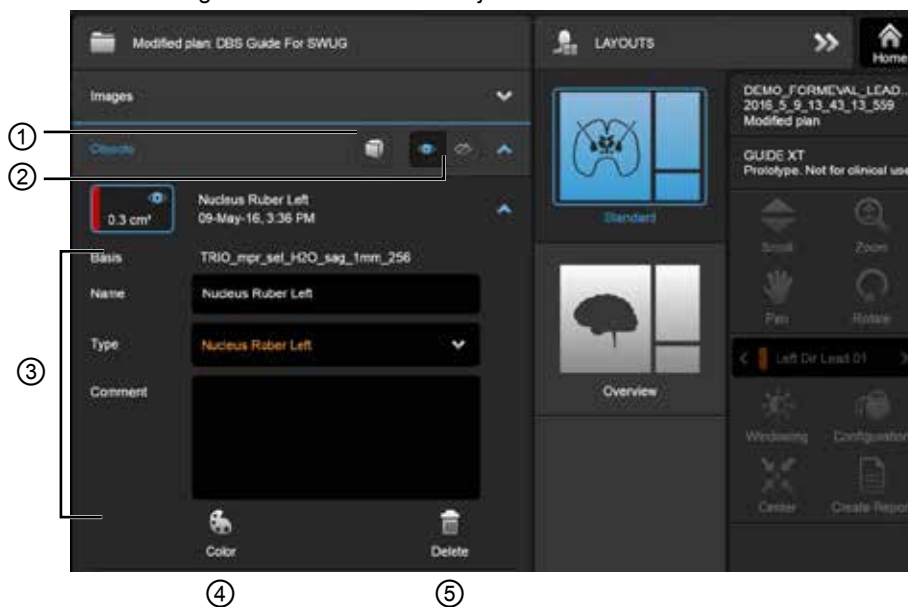 Modified plan: DBS Guide For SWUG
Images
①
Objects
②
0.3 cm³
Nucleus Ruber Left
09-May-16, 3:36 PM
Basis
TRIO_mpr_sel_H2O_sag_1mm_256
Name
Nucleus Ruber Left
Type
Nucleus Ruber Left
③
Comment
Color
Delete
④
⑤
LAYOUTS
Standard
Overview
Home
DEMO_FORMEVAL_LEAD...
2016_5_9_13_43_13_559
Modified plan
GUIDE XT
Prototype. Not for clinical use
Scroll
Zoom
Pan
Rotate
Left Dir Lead 01
Windowing
Configuration
Center
Create Report